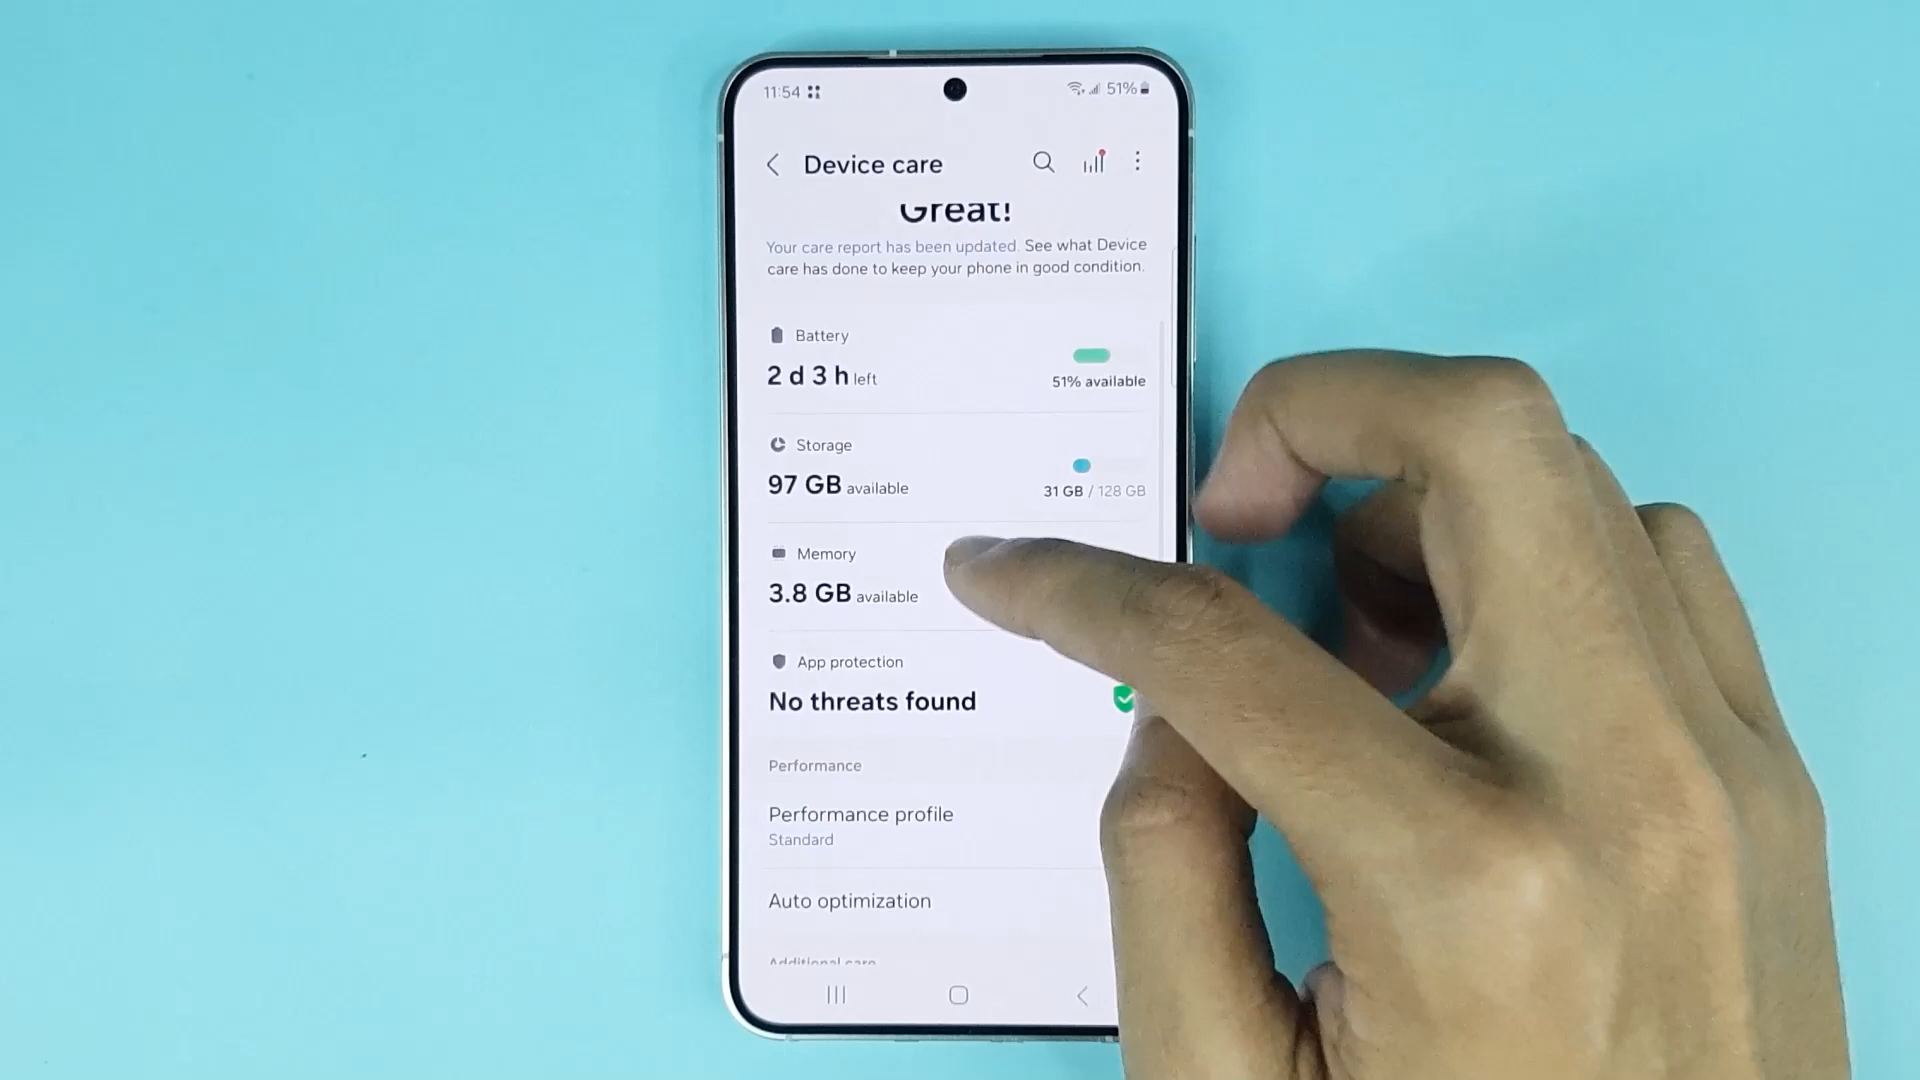 11:54
51%
Device care
Great!
Your care report has been updated. See what Device
care has done to keep your phone in good condition.
Battery
2 d 3 h left
51% available
Storage
97 GB available
31 GB / 128 GB
Memory
3.8 GB available
App protection
No threats found
Performance
Performance profile
Standard
Auto optimization
Additional care